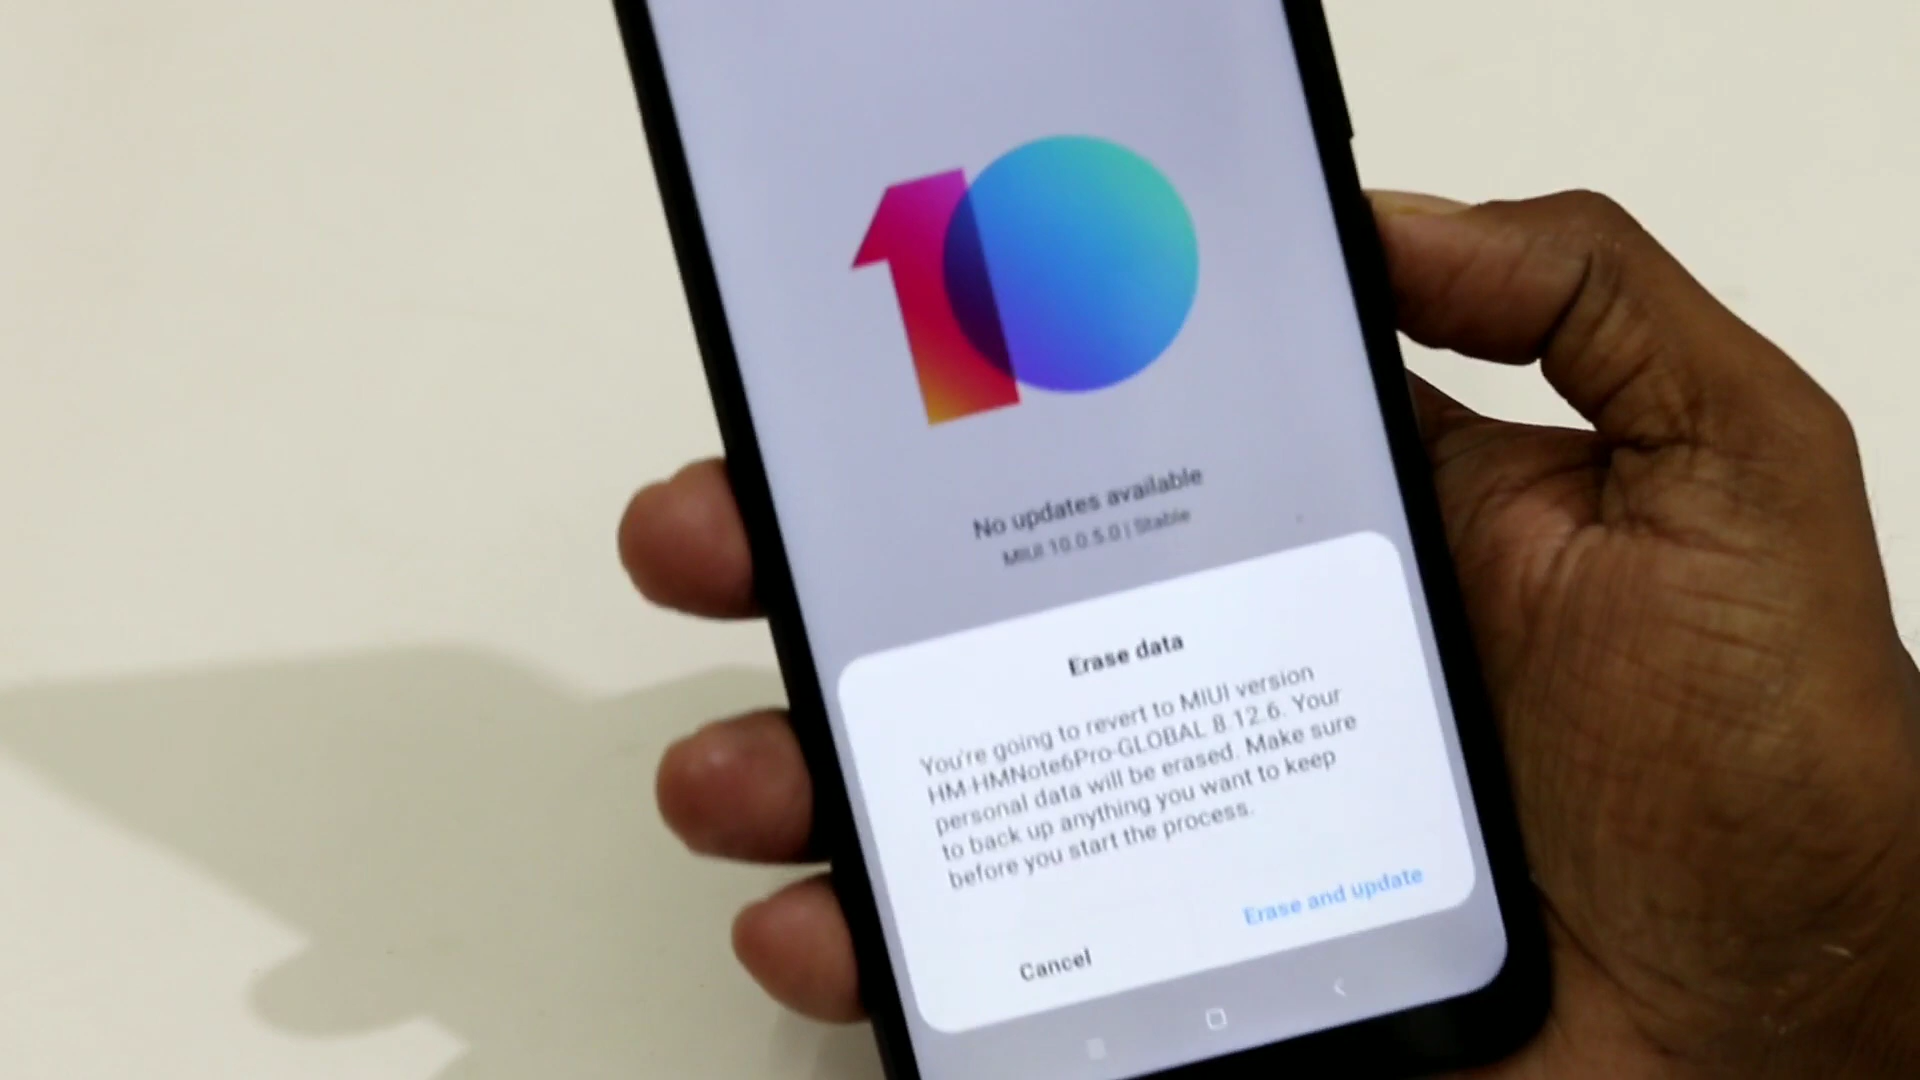 10
No updates available
MIUI 10.0.5.0 | Stable
Erase data
You're going to revert to MIUI version
HM-HMNote6Pro-GLOBAL 8.12.6. Your
personal data will be erased. Make sure
to back up anything you want to keep
before you start the process.
Cancel
Erase and update